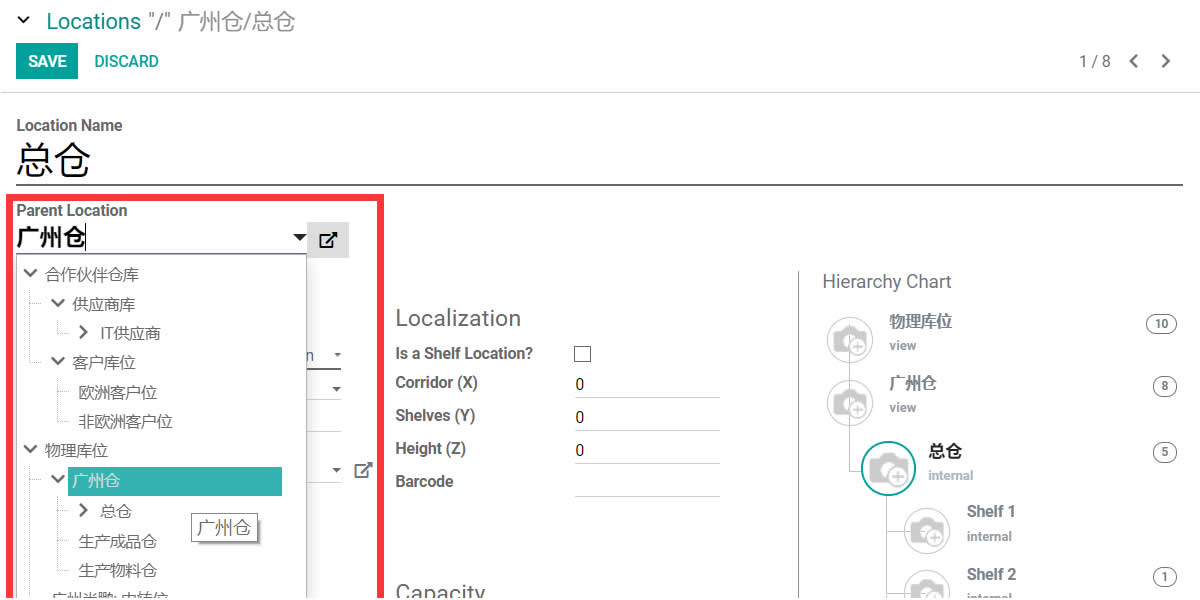 Locations "/" 广州仓/总仓
SAVE DISCARD
1 / 8
Location Name
总仓
Parent Location
广州仓
合作伙伴仓库
供应商库
IT供应商
客户库位
欧洲客户位
非欧洲客户位
物理库位
广州仓
总仓
广州仓
生产成品仓
生产物料仓
n
Localization
Is a Shelf Location?
Corridor (X) 0
Shelves (Y) 0
Height (Z) 0
Barcode
Capacity
Hierarchy Chart
物理库位 10
view
广州仓 8
view
总仓 5
internal
Shelf 1
internal
Shelf 2 1
internal